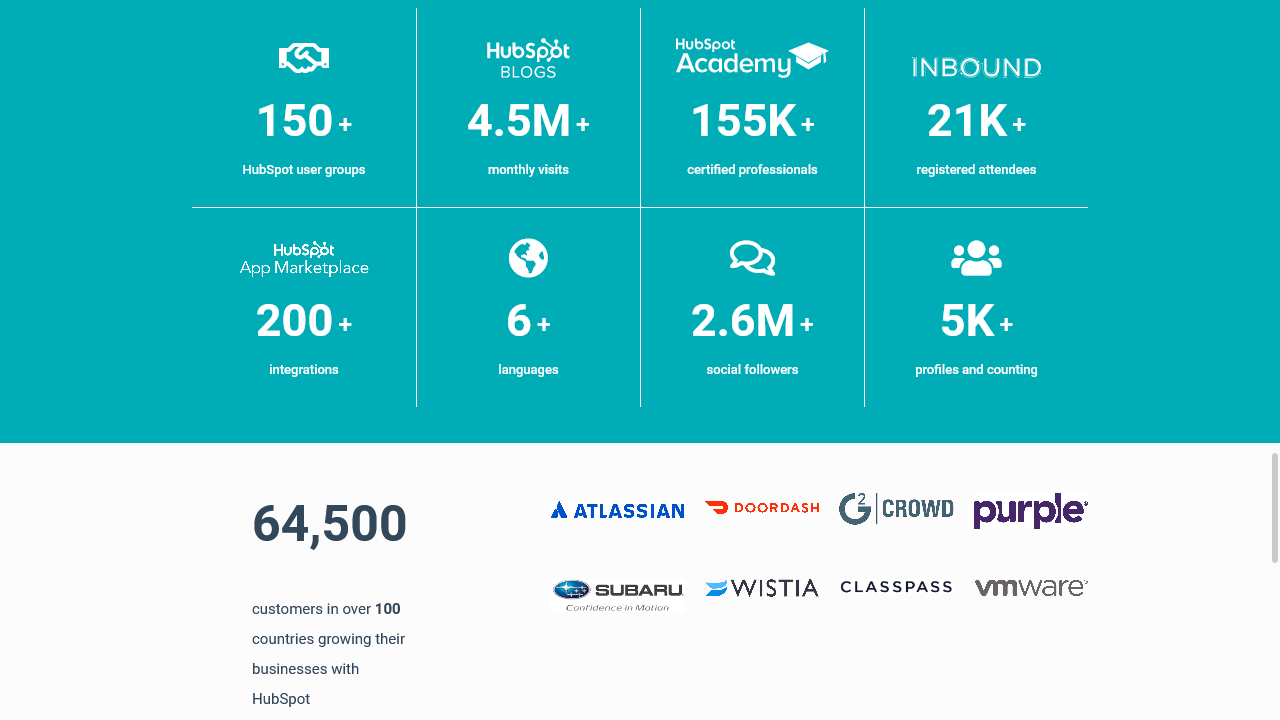 HubSpot
BLOGS
HubSpot
Academy
INBOUND
150 +
4.5M +
155K +
21K +
HubSpot user groups
monthly visits
certified professionals
registered attendees
HubSpot
App Marketplace
200 +
6 +
2.6M +
5K +
integrations
languages
social followers
profiles and counting
64,500
customers in over 100
countries growing their
businesses with
HubSpot
ATLASSIAN
DOORDASH
G2 CROWD
purple®
SUBARU
Confidence in Motion
WISTIA
CLASSPASS
vmware®